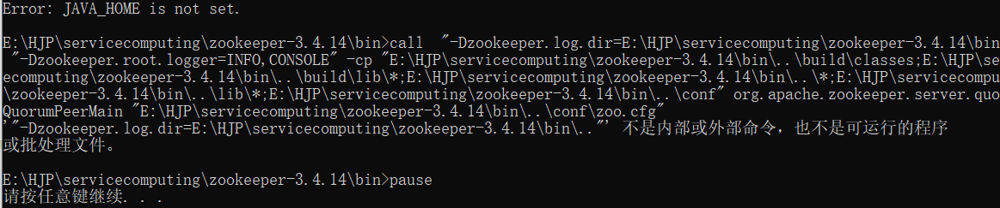 Error: JAVA_HOME is not set.
E:\HJP\servicecomputing\zookeeper-3.4.14\bin>call  "-Dzookeeper.log.dir=E:\HJP\servicecomputing\zookeeper-3.4.14\bin
 "-Dzookeeper.root.logger=INFO,CONSOLE" -cp "E:\HJP\servicecomputing\zookeeper-3.4.14\bin\..\build\classes;E:\HJP\se
ecomputing\zookeeper-3.4.14\bin\..\build\lib\*;E:\HJP\servicecomputing\zookeeper-3.4.14\bin\..\*;E:\HJP\servicecompu
\zookeeper-3.4.14\bin\..\lib\*;E:\HJP\servicecomputing\zookeeper-3.4.14\bin\..\conf" org.apache.zookeeper.server.quo
QuorumPeerMain "E:\HJP\servicecomputing\zookeeper-3.4.14\bin\..\conf\zoo.cfg"
'"-Dzookeeper.log.dir=E:\HJP\servicecomputing\zookeeper-3.4.14\bin\.."' 不是内部或外部命令，也不是可运行的程序
或批处理文件。
E:\HJP\servicecomputing\zookeeper-3.4.14\bin>pause
请按任意键继续. . .